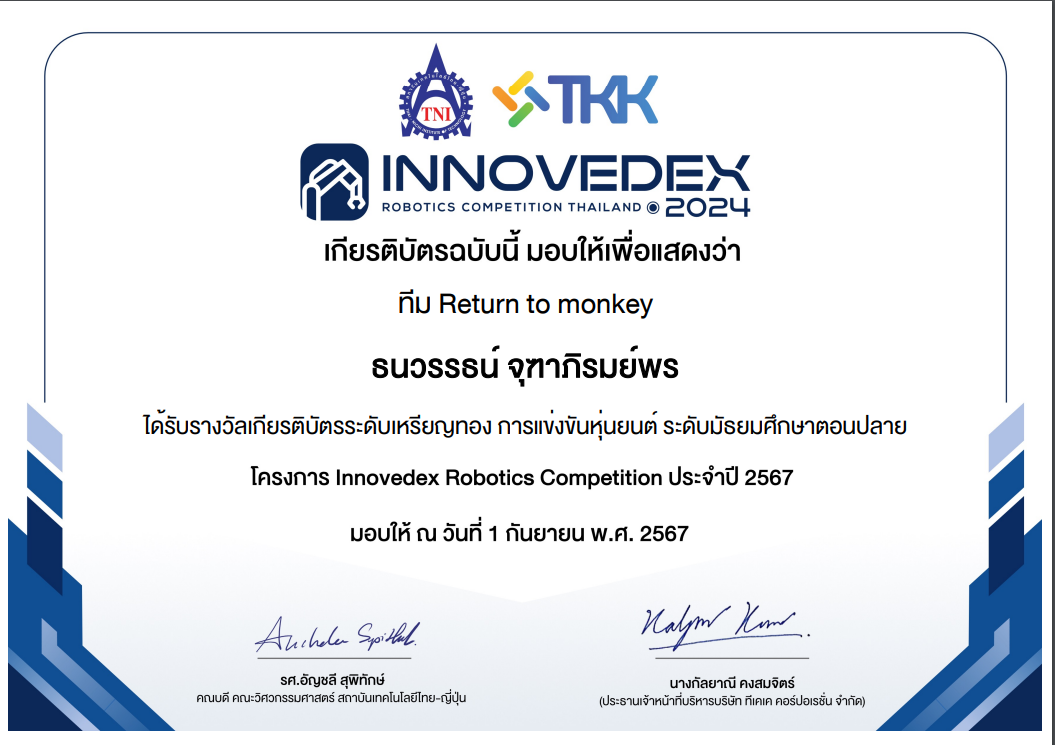 TNI
TKK
INNOVEDEX
ROBOTICS COMPETITION THAILAND 2024
เกียรติบัตรฉบับนี้ มอบให้เพื่อแสดงว่า
ทีม Return to monkey
ธนวรรธน์ จุฑาภิรมย์พร
ได้รับรางวัลเกียรติบัตรระดับเหรียญทอง การแข่งขันหุ่นยนต์ ระดับมัธยมศึกษาตอนปลาย
โครงการ Innovedex Robotics Competition ประจำปี 2567
มอบให้ ณ วันที่ 1 กันยายน พ.ศ. 2567
รศ.อัญชลี สุพิทักษ์
คณบดี คณะวิศวกรรมศาสตร์ สถาบันเทคโนโลยีไทย-ญี่ปุ่น
นางกัลยาณี คงสมจิตร์
(ประธานเจ้าหน้าที่บริหารบริษัท ทีเคเค คอร์ปอเรชั่น จำกัด)